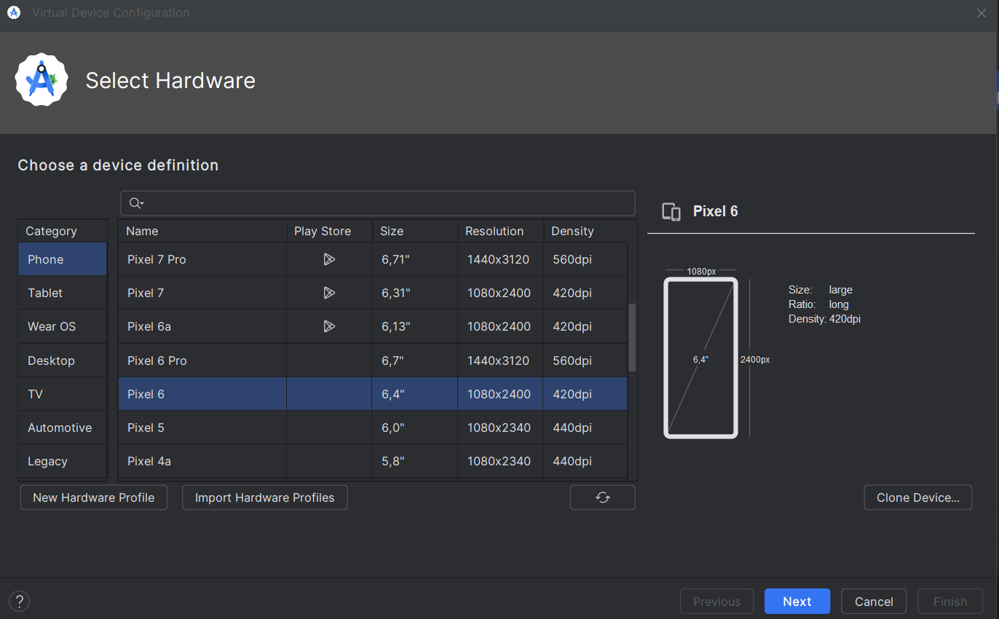 Virtual Device Configuration
Select Hardware
Choose a device definition
Category
Phone
Tablet
Wear OS
Desktop
TV
Automotive
Legacy
Name Play Store Size Resolution Density
Pixel 7 Pro 6,71" 1440x3120 560dpi
Pixel 7 6,31" 1080x2400 420dpi
Pixel 6a 6,13" 1080x2400 420dpi
Pixel 6 Pro 6,7" 1440x3120 560dpi
Pixel 6 6,4" 1080x2400 420dpi
Pixel 5 6,0" 1080x2340 440dpi
Pixel 4a 5,8" 1080x2340 440dpi
Pixel 6
1080px
6,4"
2400px
Size: large
Ratio: long
Density: 420dpi
New Hardware Profile Import Hardware Profiles Clone Device...
? Previous Next Cancel Finish